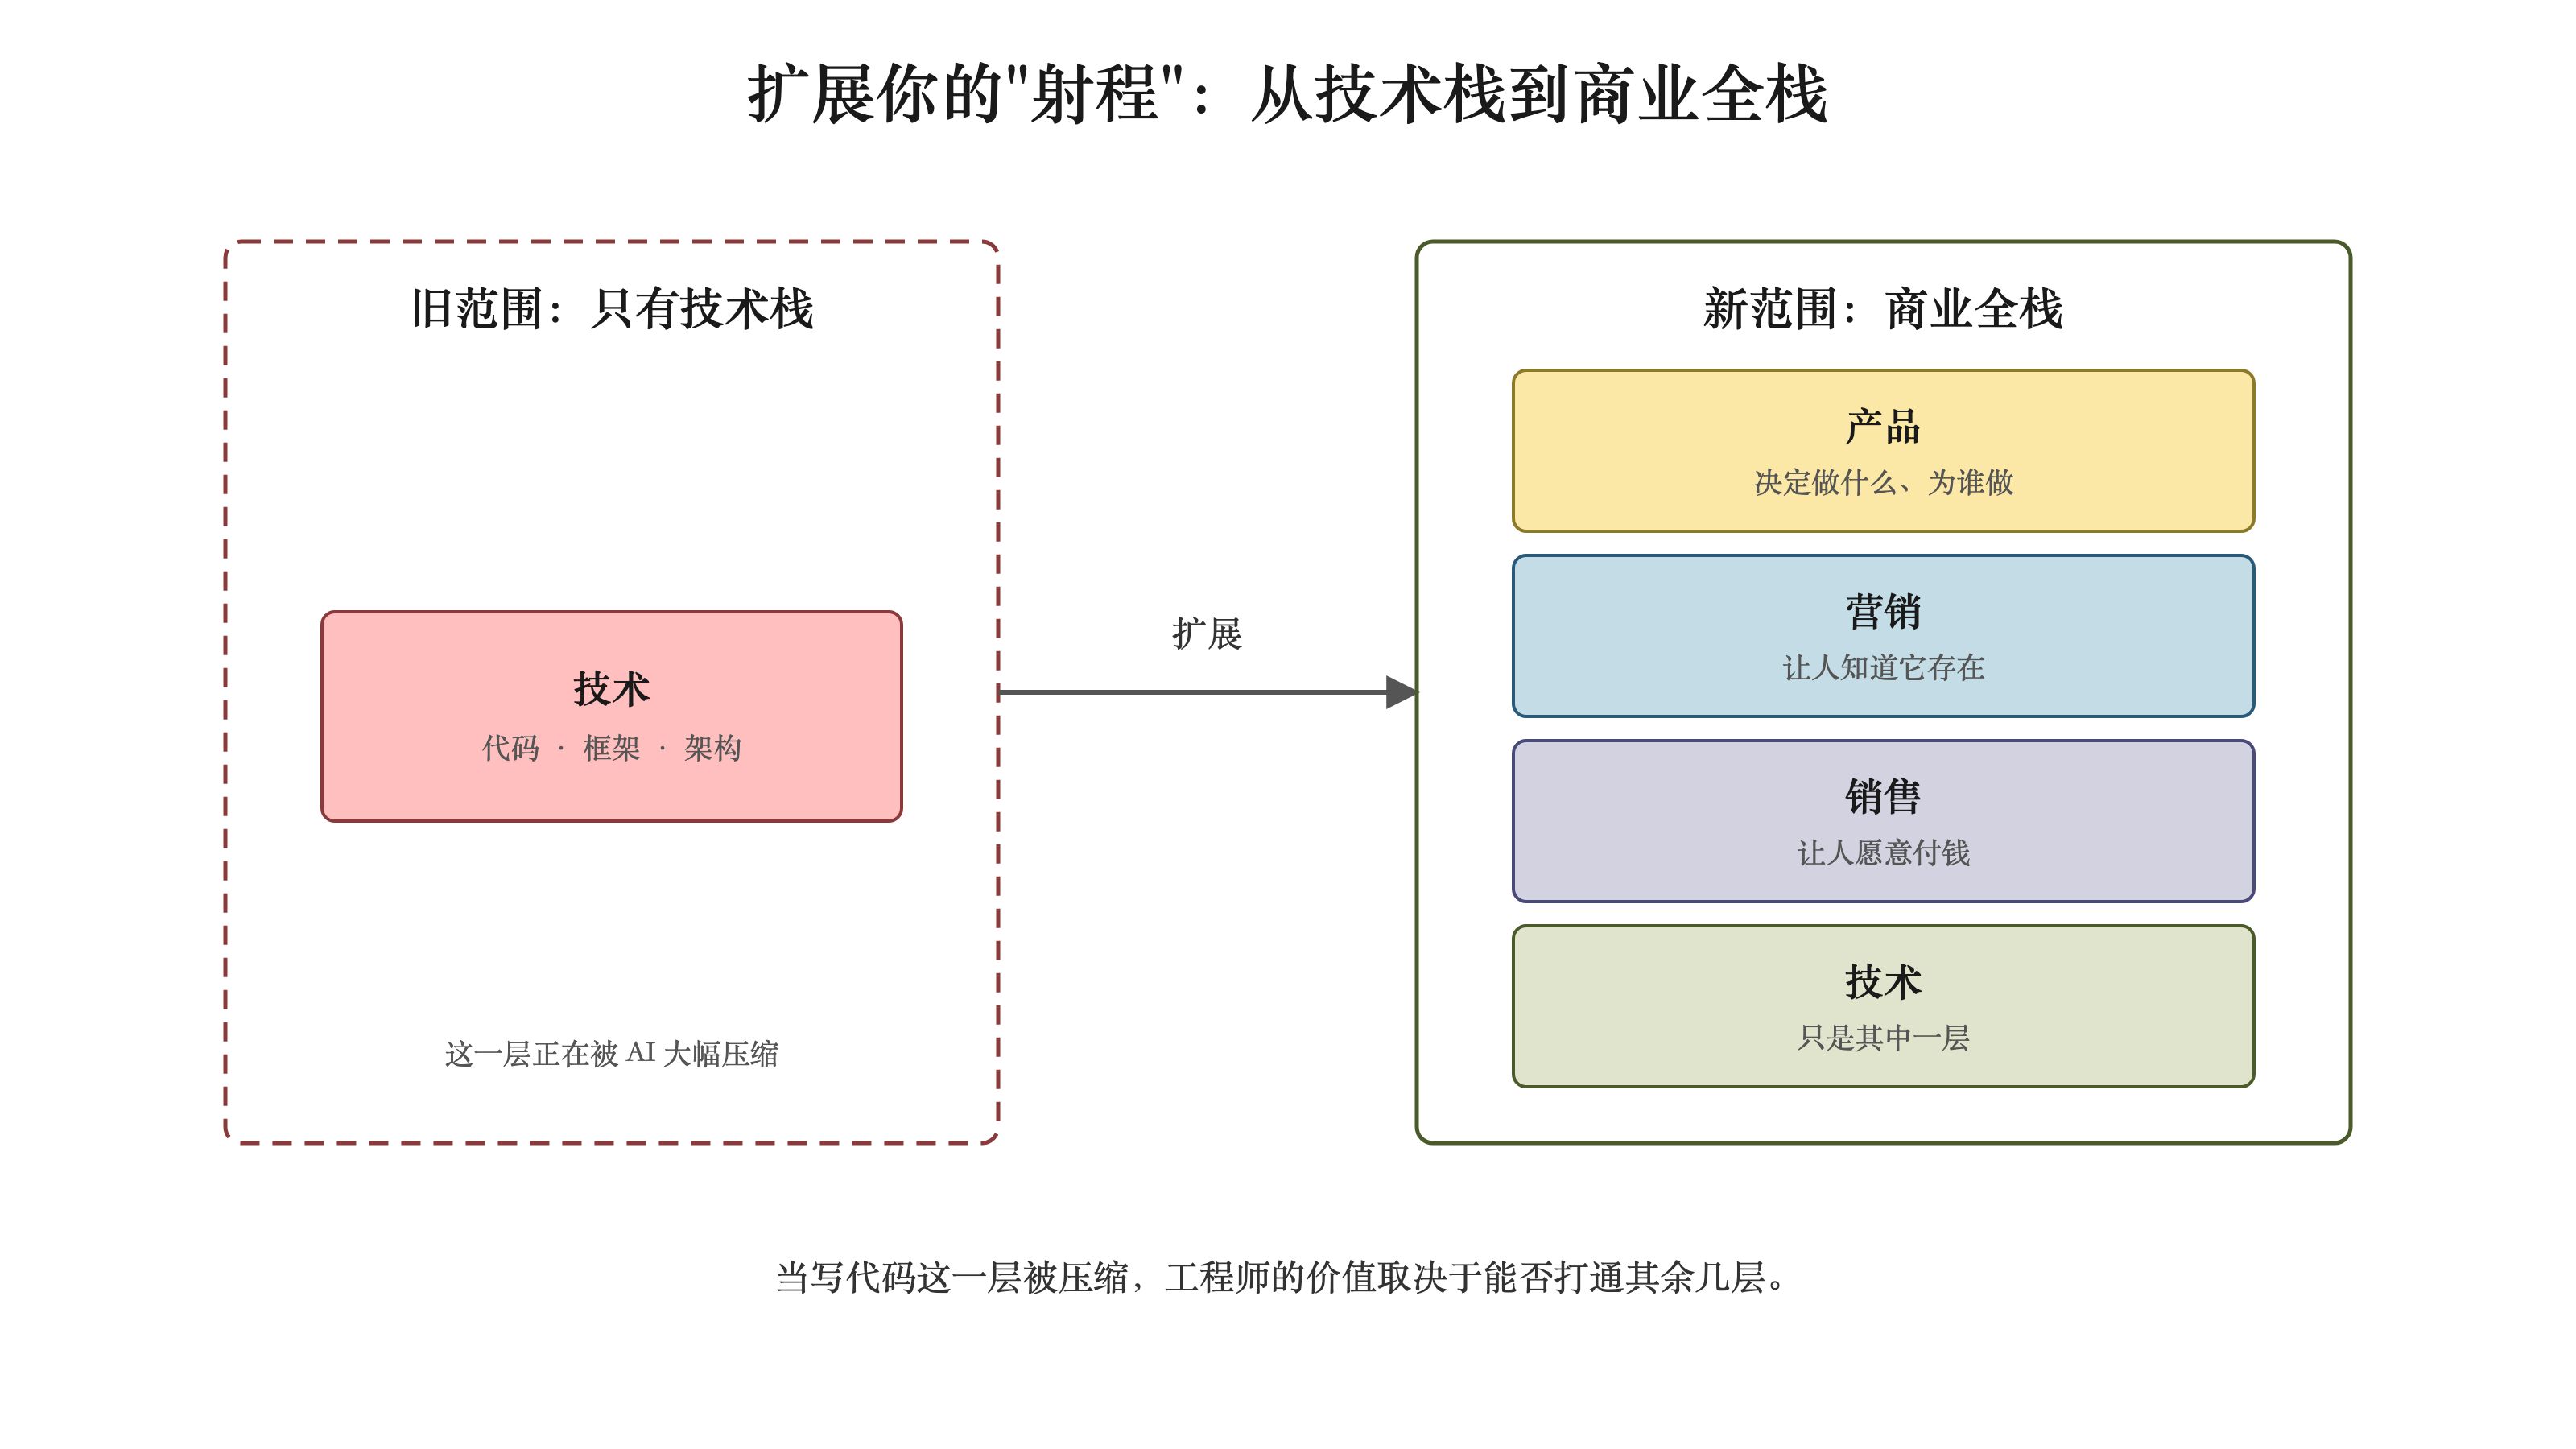 扩展你的"射程"：从技术栈到商业全栈
旧范围：只有技术栈
技术
代码 · 框架 · 架构
这一层正在被 AI 大幅压缩
扩展
新范围：商业全栈
产品
决定做什么、为谁做
营销
让人知道它存在
销售
让人愿意付钱
技术
只是其中一层
当写代码这一层被压缩，工程师的价值取决于能否打通其余几层。